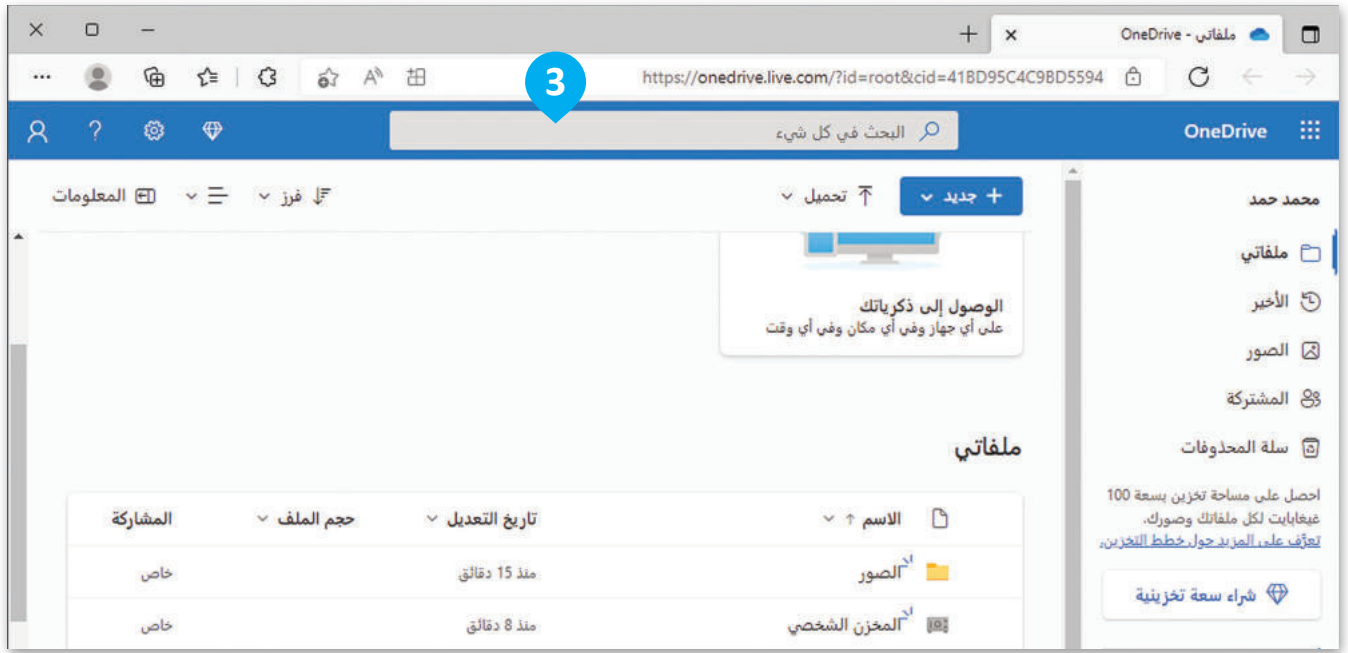 ملفاتي - OneDrive
https://onedrive.live.com/?id=root&cid=41BD95C4C9BD5594
3
OneDrive
البحث في كل شيء
?
محمد حمد
ملفاتي
الأخير
الصور
المشتركة
سلة المحذوفات
احصل على مساحة تخزين بسعة 100
غيغابايت لكل ملفاتك وصورك.
تعرَّف على المزيد حول خطط التخزين.
شراء سعة تخزينية
+ جديد
تحميل
فرز
المعلومات
الوصول إلى ذكرياتك
على أي جهاز وفي أي مكان وفي أي وقت
ملفاتي
الاسم ↑ تاريخ التعديل حجم الملف المشاركة
الصور منذ 15 دقائق خاص
المخزن الشخصي منذ 8 دقائق خاص